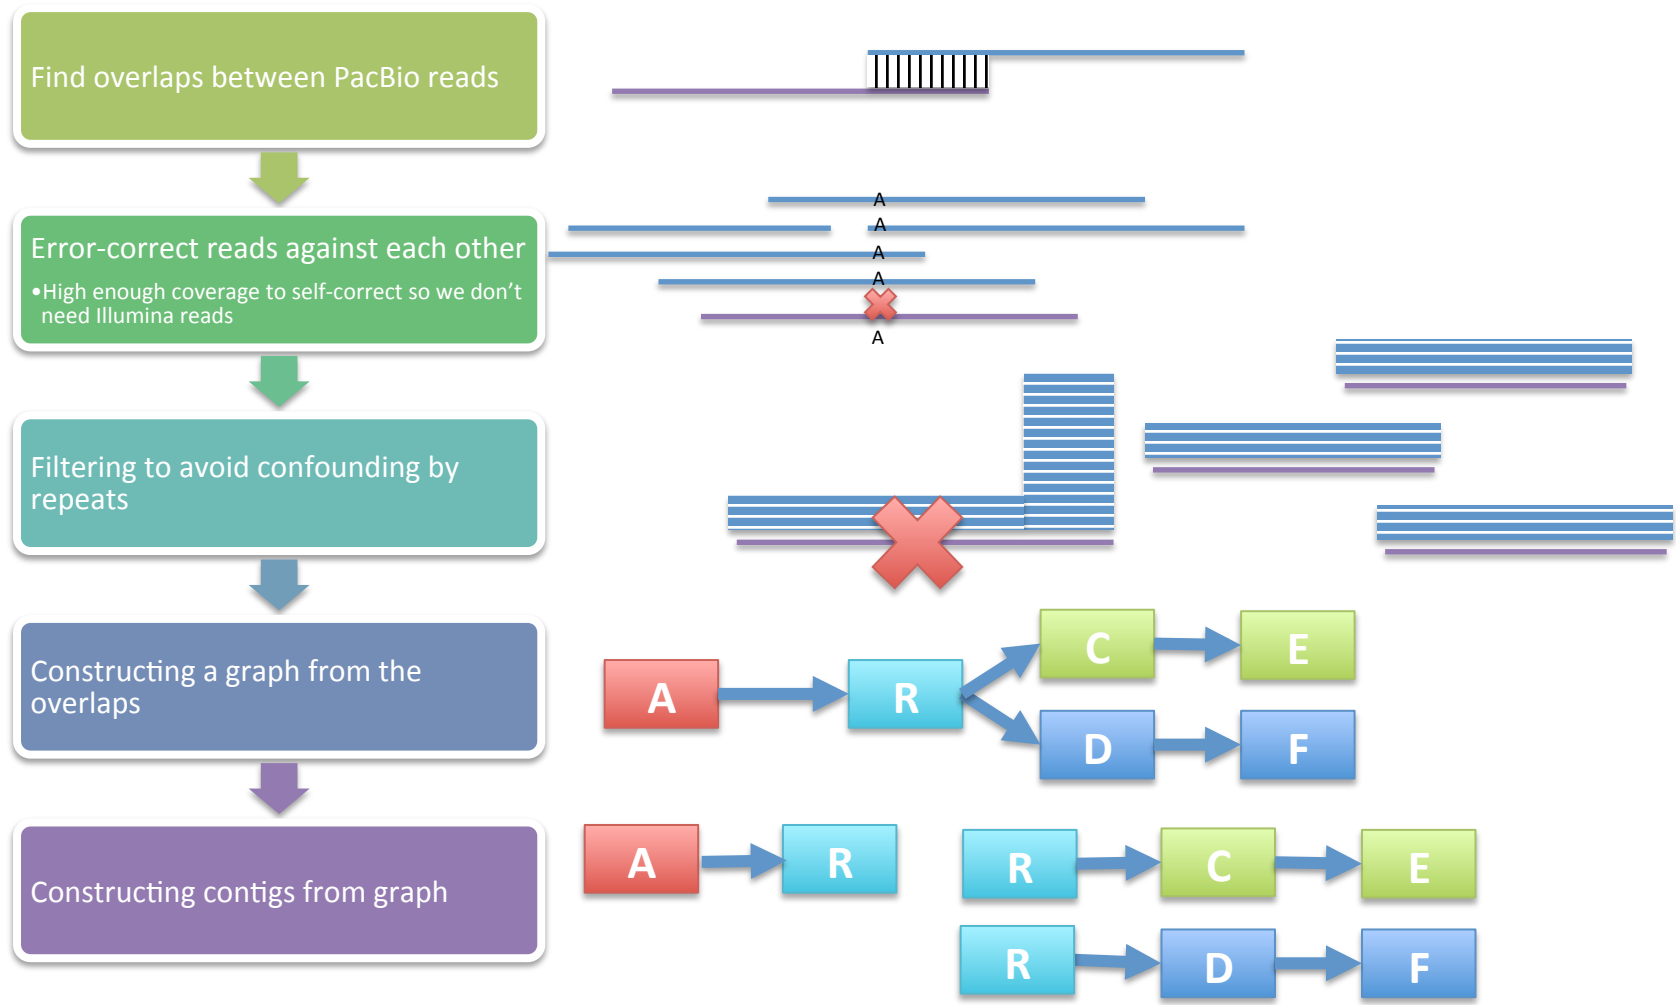 Find overlaps between PacBio reads
A
Error-correct reads against each other
A
A
•High enough coverage to self-correct so we don't
need Illumina reads
A
A
Filtering to avoid confounding by
repeats
Constructing a graph from the
overlaps
C E
A R
D F
Constructing contigs from graph
A R R C E
R D F